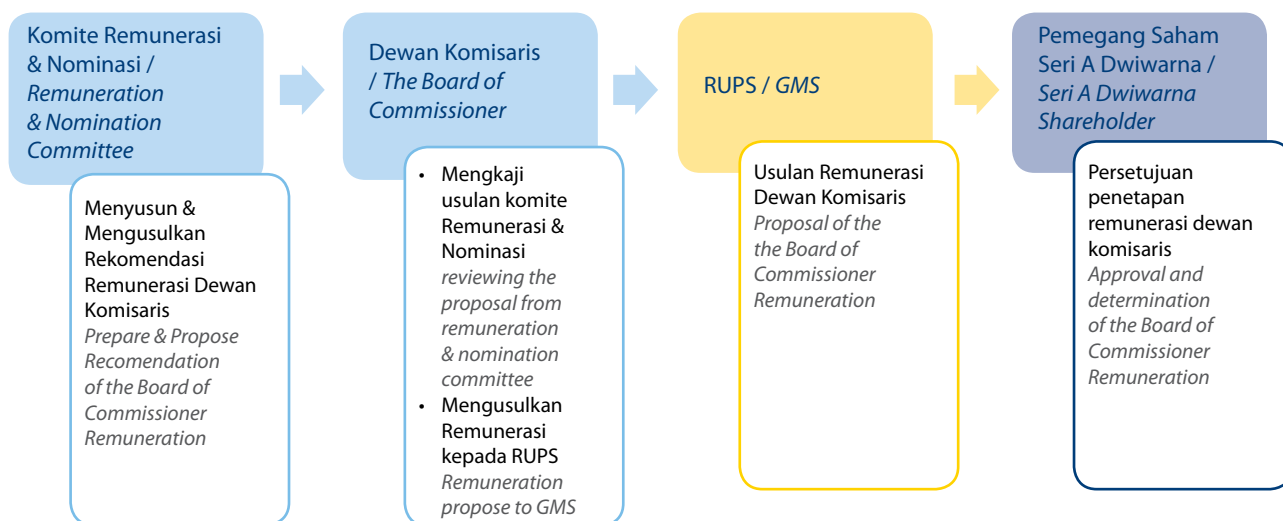 Komite Remunerasi
& Nominasi /
Remuneration
& Nomination
Committee
Menyusun &
Mengusulkan
Rekomendasi
Remunerasi Dewan
Komisaris
Prepare & Propose
Recomendation
of the Board of
Commissioner
Remuneration
Dewan Komisaris
/ The Board of
Commissioner
• Mengkaji
usulan komite
Remunerasi &
Nominasi
reviewing the
proposal from
remuneration
& nomination
committee
• Mengusulkan
Remunerasi
kepada RUPS
Remuneration
propose to GMS
RUPS / GMS
Usulan Remunerasi
Dewan Komisaris
Proposal of the
the Board of
Commissioner
Remuneration
Pemegang Saham
Seri A Dwiwarna /
Seri A Dwiwarna
Shareholder
Persetujuan
penetapan
remunerasi dewan
komisaris
Approval and
determination
of the Board of
Commissioner
Remuneration